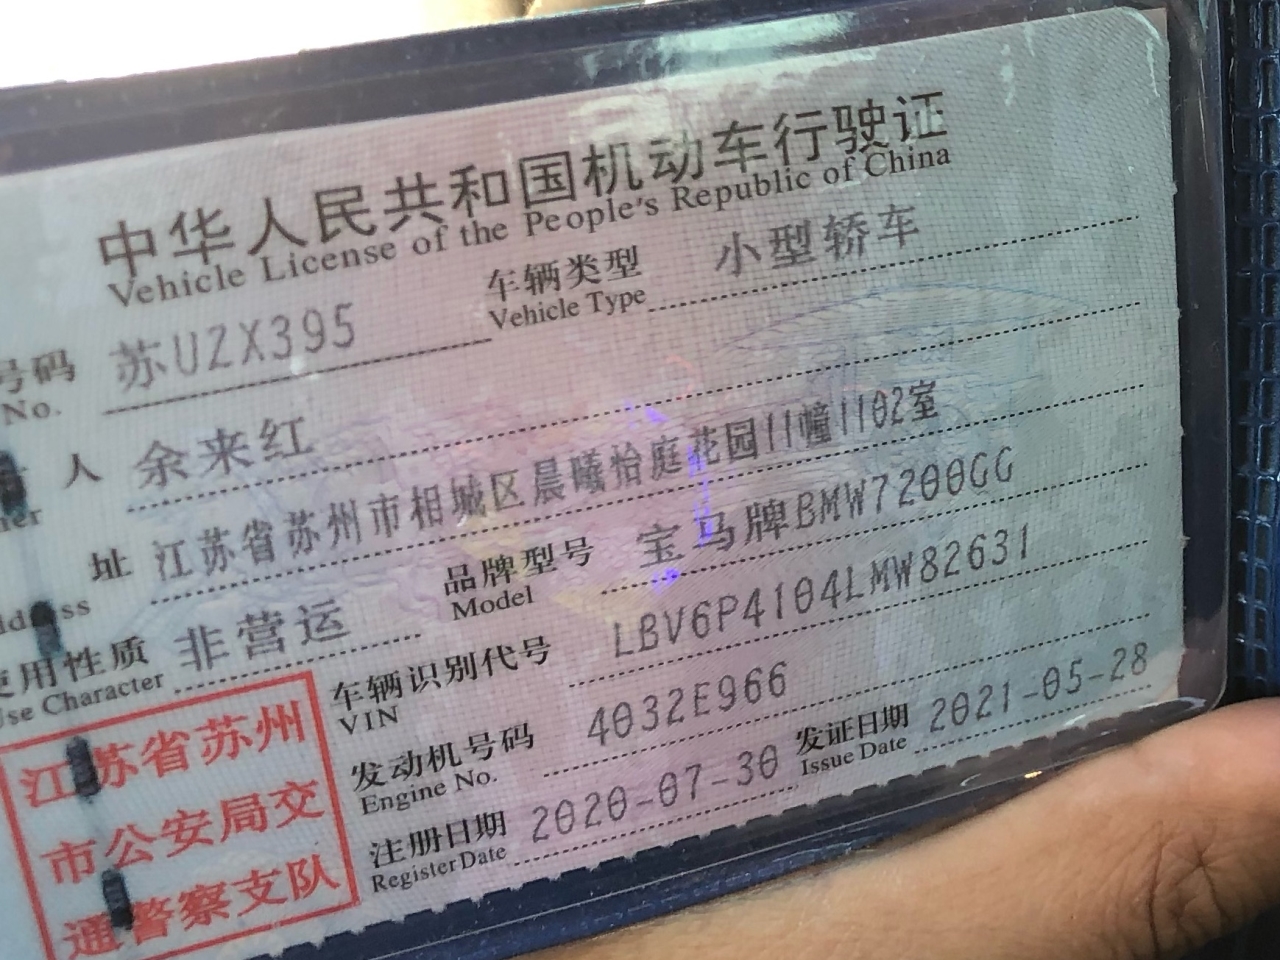 中华人民共和国机动车行驶证
Vehicle License of the People's Republic of China
号码 苏UZX395 车辆类型 小型轿车
No. Vehicle Type
人 余来红
址 江苏省苏州市相城区晨曦怡庭花园11幢1102室
使用性质 非营运 品牌型号 宝马牌BMW7200GG
Use Character Model
车辆识别代号 LBV6P4104LMW82631
VIN
发动机号码 4032E966
Engine No.
注册日期 2020-07-30 发证日期 2021-05-28
Register Date Issue Date
江苏省苏州
市公安局交
通警察支队